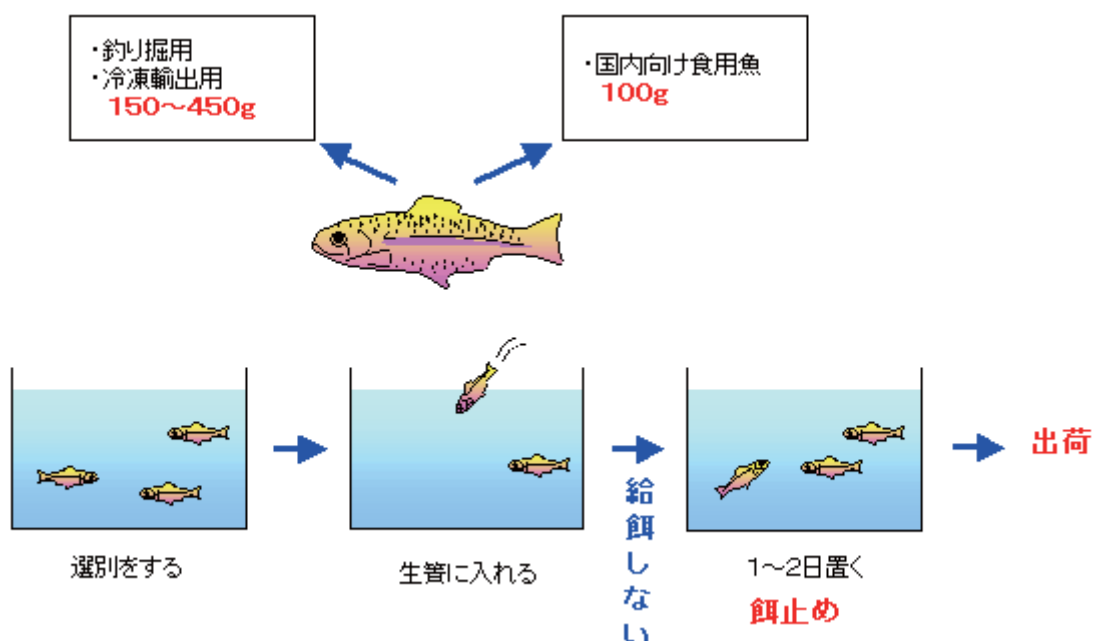 ・釣り掘用
・冷凍輸出用
150～450g
・国内向け食用魚
100g
選別をする
生簀に入れる
給餌しない
1～2日置く
餌止め
出荷